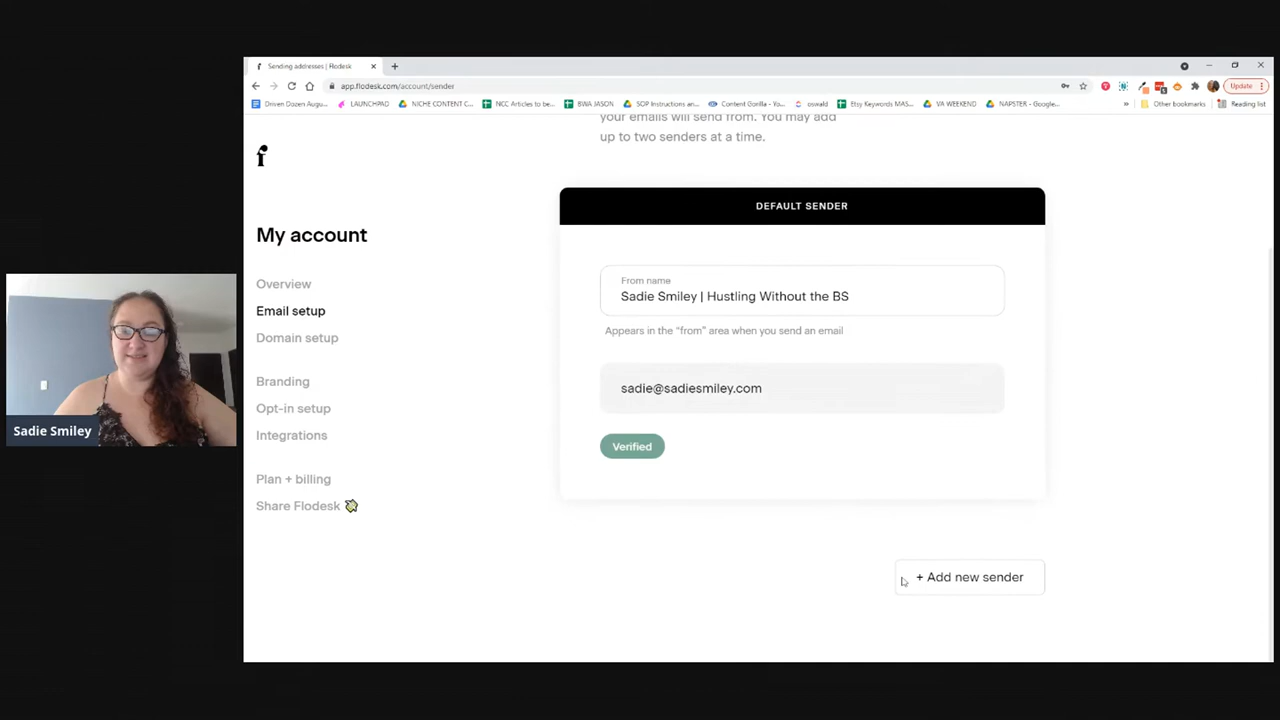 Sending addresses | Flodesk
app.flodesk.com/account/sender
Update
Driven Dozen Augu... LAUNCHPAD NICHE CONTENT C... NCC Articles to be... BWA JASON SOP Instructions an... Content Gorilla - Yo... oswald Etsy Keywords MAS... VA WEEKEND NAPSTER - Google... » Other bookmarks Reading list
your emails will send from. You may add
up to two senders at a time.
f
My account
Overview
Email setup
Domain setup
Branding
Opt-in setup
Integrations
Plan + billing
Share Flodesk
DEFAULT SENDER
From name
Sadie Smiley | Hustling Without the BS
Appears in the “from” area when you send an email
sadie@sadiesmiley.com
Verified
+ Add new sender
Sadie Smiley